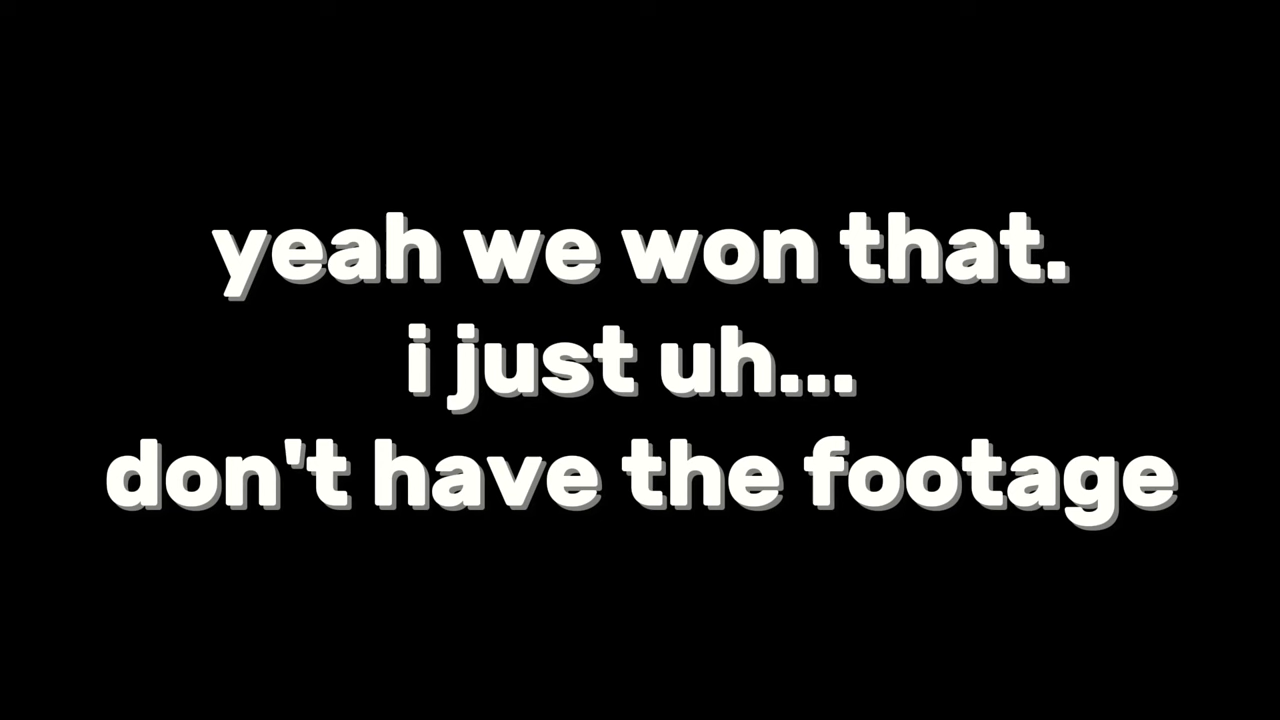 yeah we won that.
i just uh...
don't have the footage